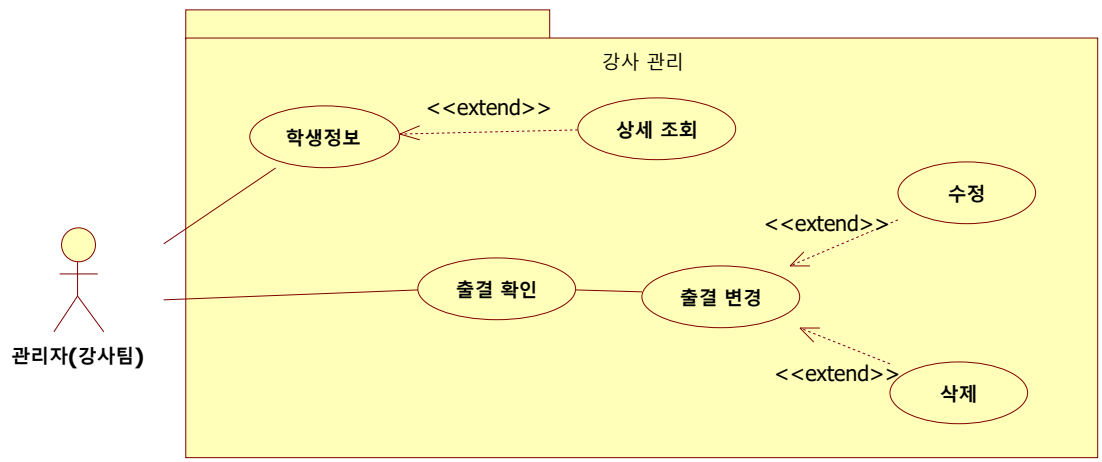 강사 관리
<<extend>>
학생정보
상세 조회
수정
<<extend>>
출결 확인
출결 변경
관리자(강사팀)
<<extend>>
삭제